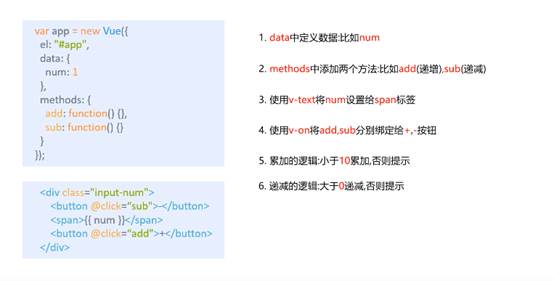 var app = new Vue({
el: "#app",
data: {
num: 1
},
methods: {
add: function() {},
sub: function() {}
}
});
<div class="input-num">
<button @click="sub">-</button>
<span>{{ num }}</span>
<button @click="add">+</button>
</div>
1. data中定义数据:比如num
2. methods中添加两个方法:比如add(递增),sub(递减)
3. 使用v-text将num设置给span标签
4. 使用v-on将add,sub分别绑定给+,-按钮
5. 累加的逻辑:小于10累加,否则提示
6. 递减的逻辑:大于0递减,否则提示